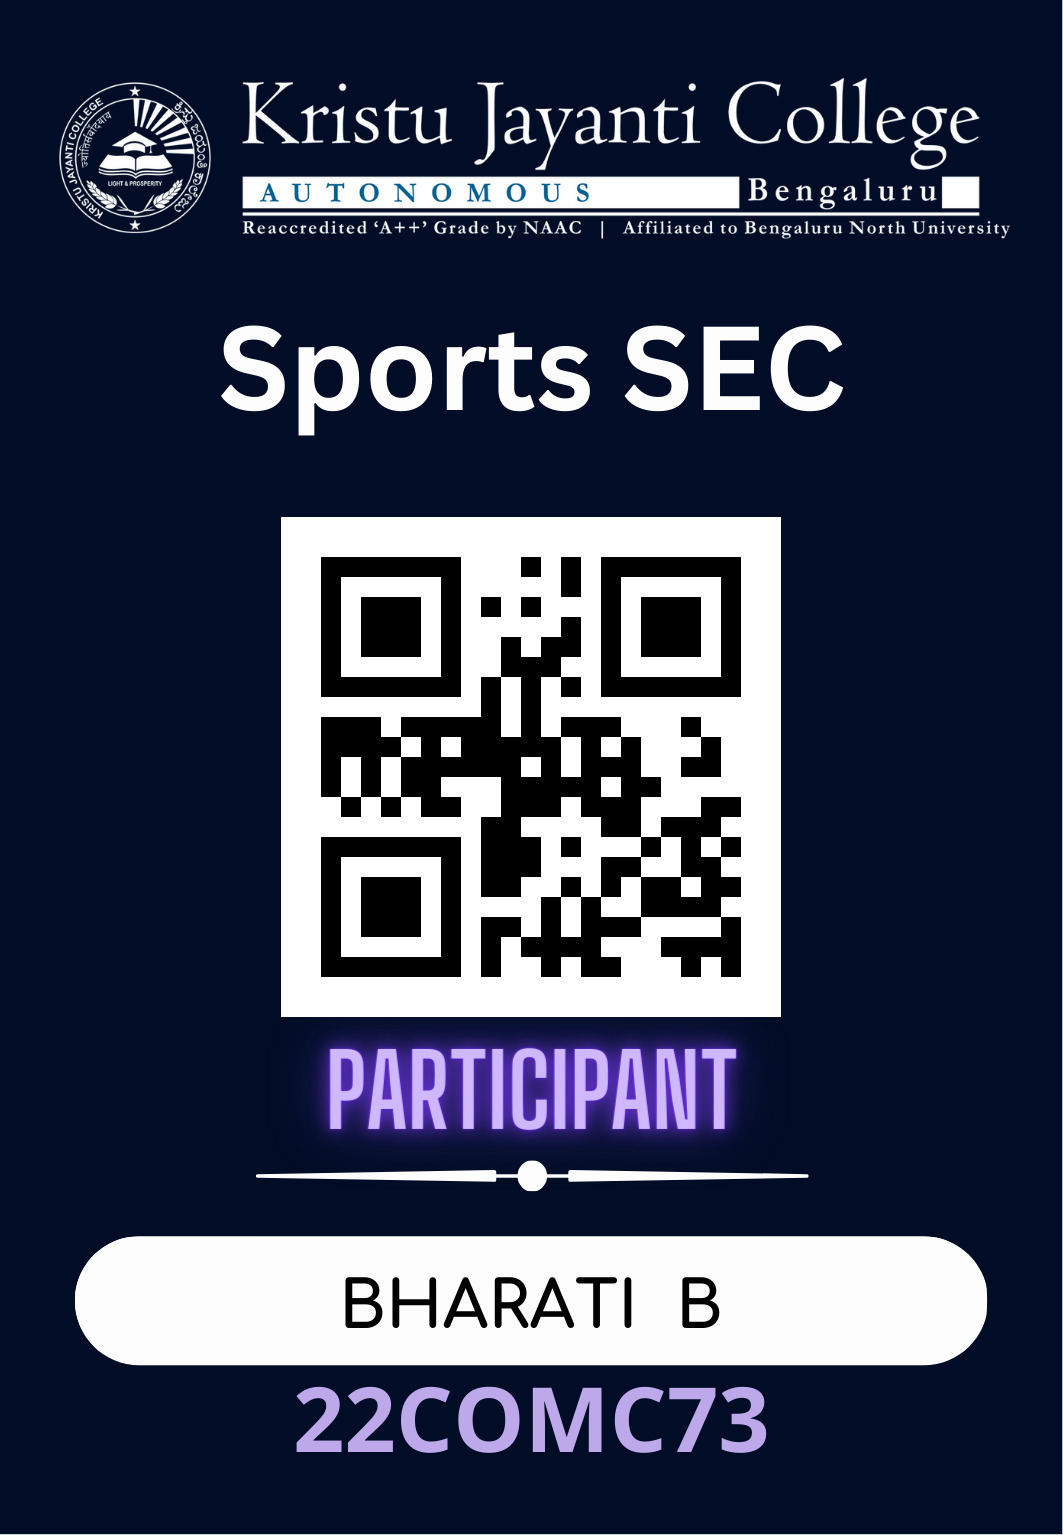 KRISTU JAYANTI COLLEGE
ಕ್ರಿಸ್ತು ಜಯಂತಿ ಕಾಲೇಜು
LIGHT & PROSPERITY
Kristu Jayanti College
AUTONOMOUS Bengaluru
Reaccredited ‘A++’ Grade by NAAC | Affiliated to Bengaluru North University
Sports SEC
PARTICIPANT
BHARATI B
22COMC73